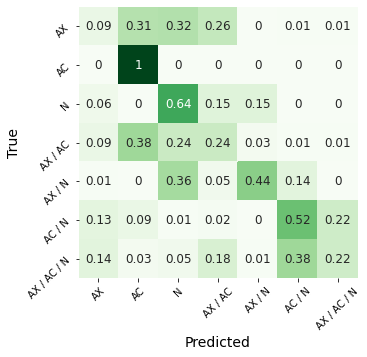 AX 0.09 0.31 0.32 0.26 0 0.01 0.01
AC 0 1 0 0 0 0 0
N 0.06 0 0.64 0.15 0.15 0 0
AX / AC 0.09 0.38 0.24 0.24 0.03 0.01 0.01
AX / N 0.01 0 0.36 0.05 0.44 0.14 0
AC / N 0.13 0.09 0.01 0.02 0 0.52 0.22
AX / AC / N 0.14 0.03 0.05 0.18 0.01 0.38 0.22
True
AX AC N AX / AC AX / N AC / N AX / AC / N
Predicted